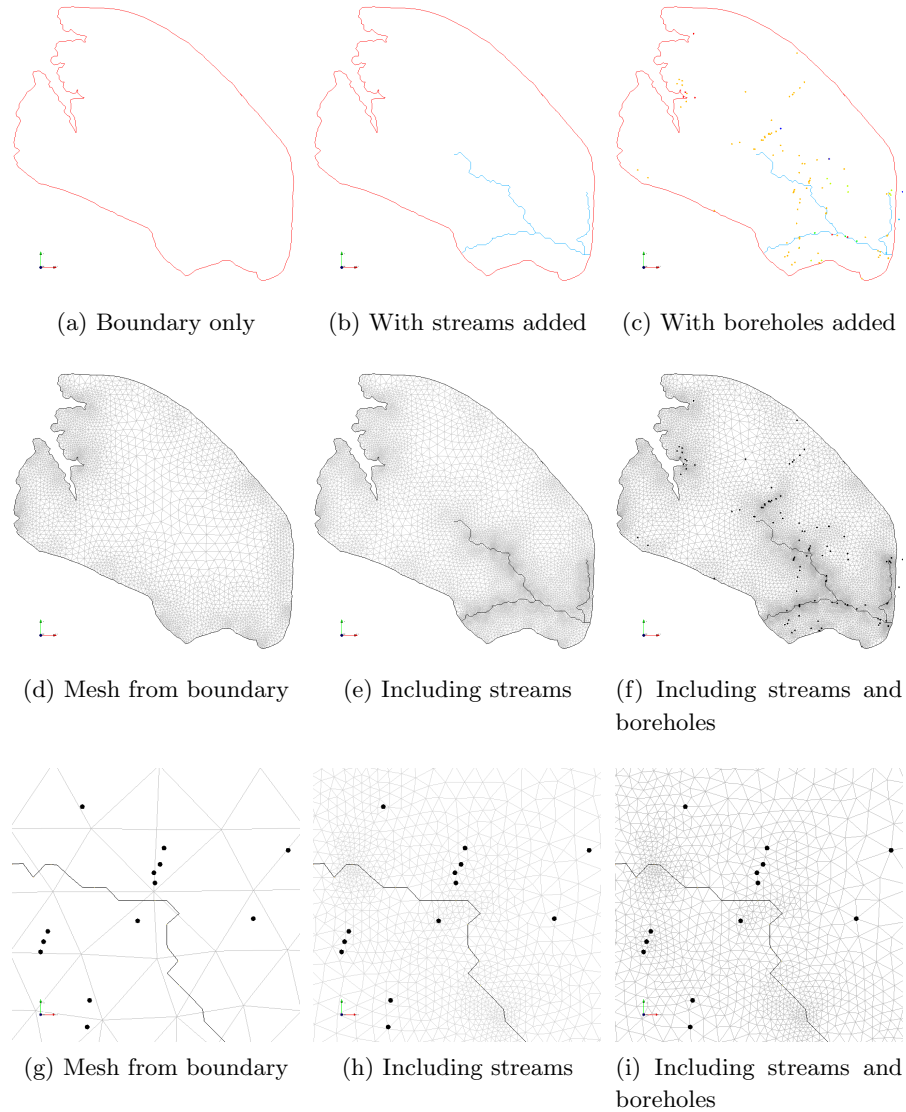 (a) Boundary only
(b) With streams added
(c) With boreholes added
(d) Mesh from boundary
(e) Including streams
(f) Including streams and
boreholes
(g) Mesh from boundary
(h) Including streams
(i) Including streams and
boreholes